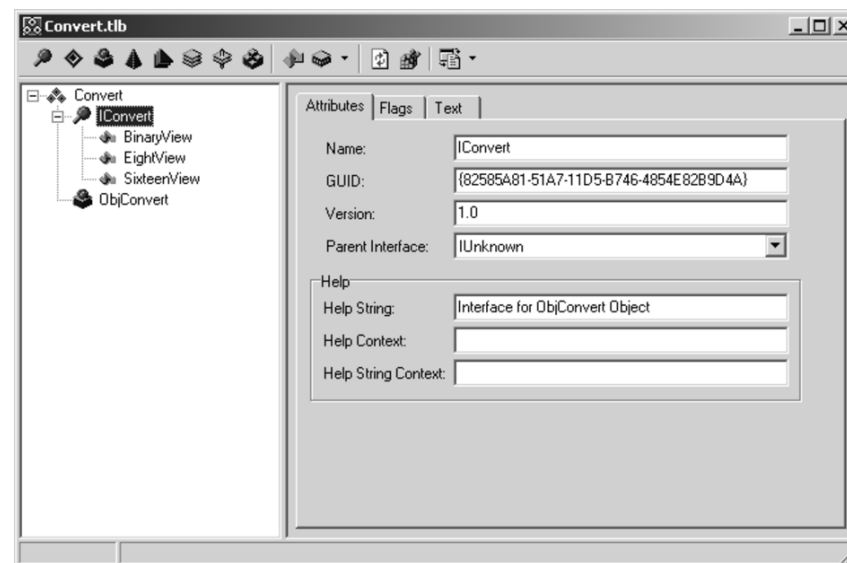 Convert.tlb
Convert
IConvert
BinaryView
EightView
SixteenView
ObjConvert
Attributes Flags Text
Name: IConvert
GUID: {82585A81-51A7-11D5-B746-4854E82B9D4A}
Version: 1.0
Parent Interface: IUnknown
Help
Help String: Interface for ObjConvert Object
Help Context:
Help String Context: